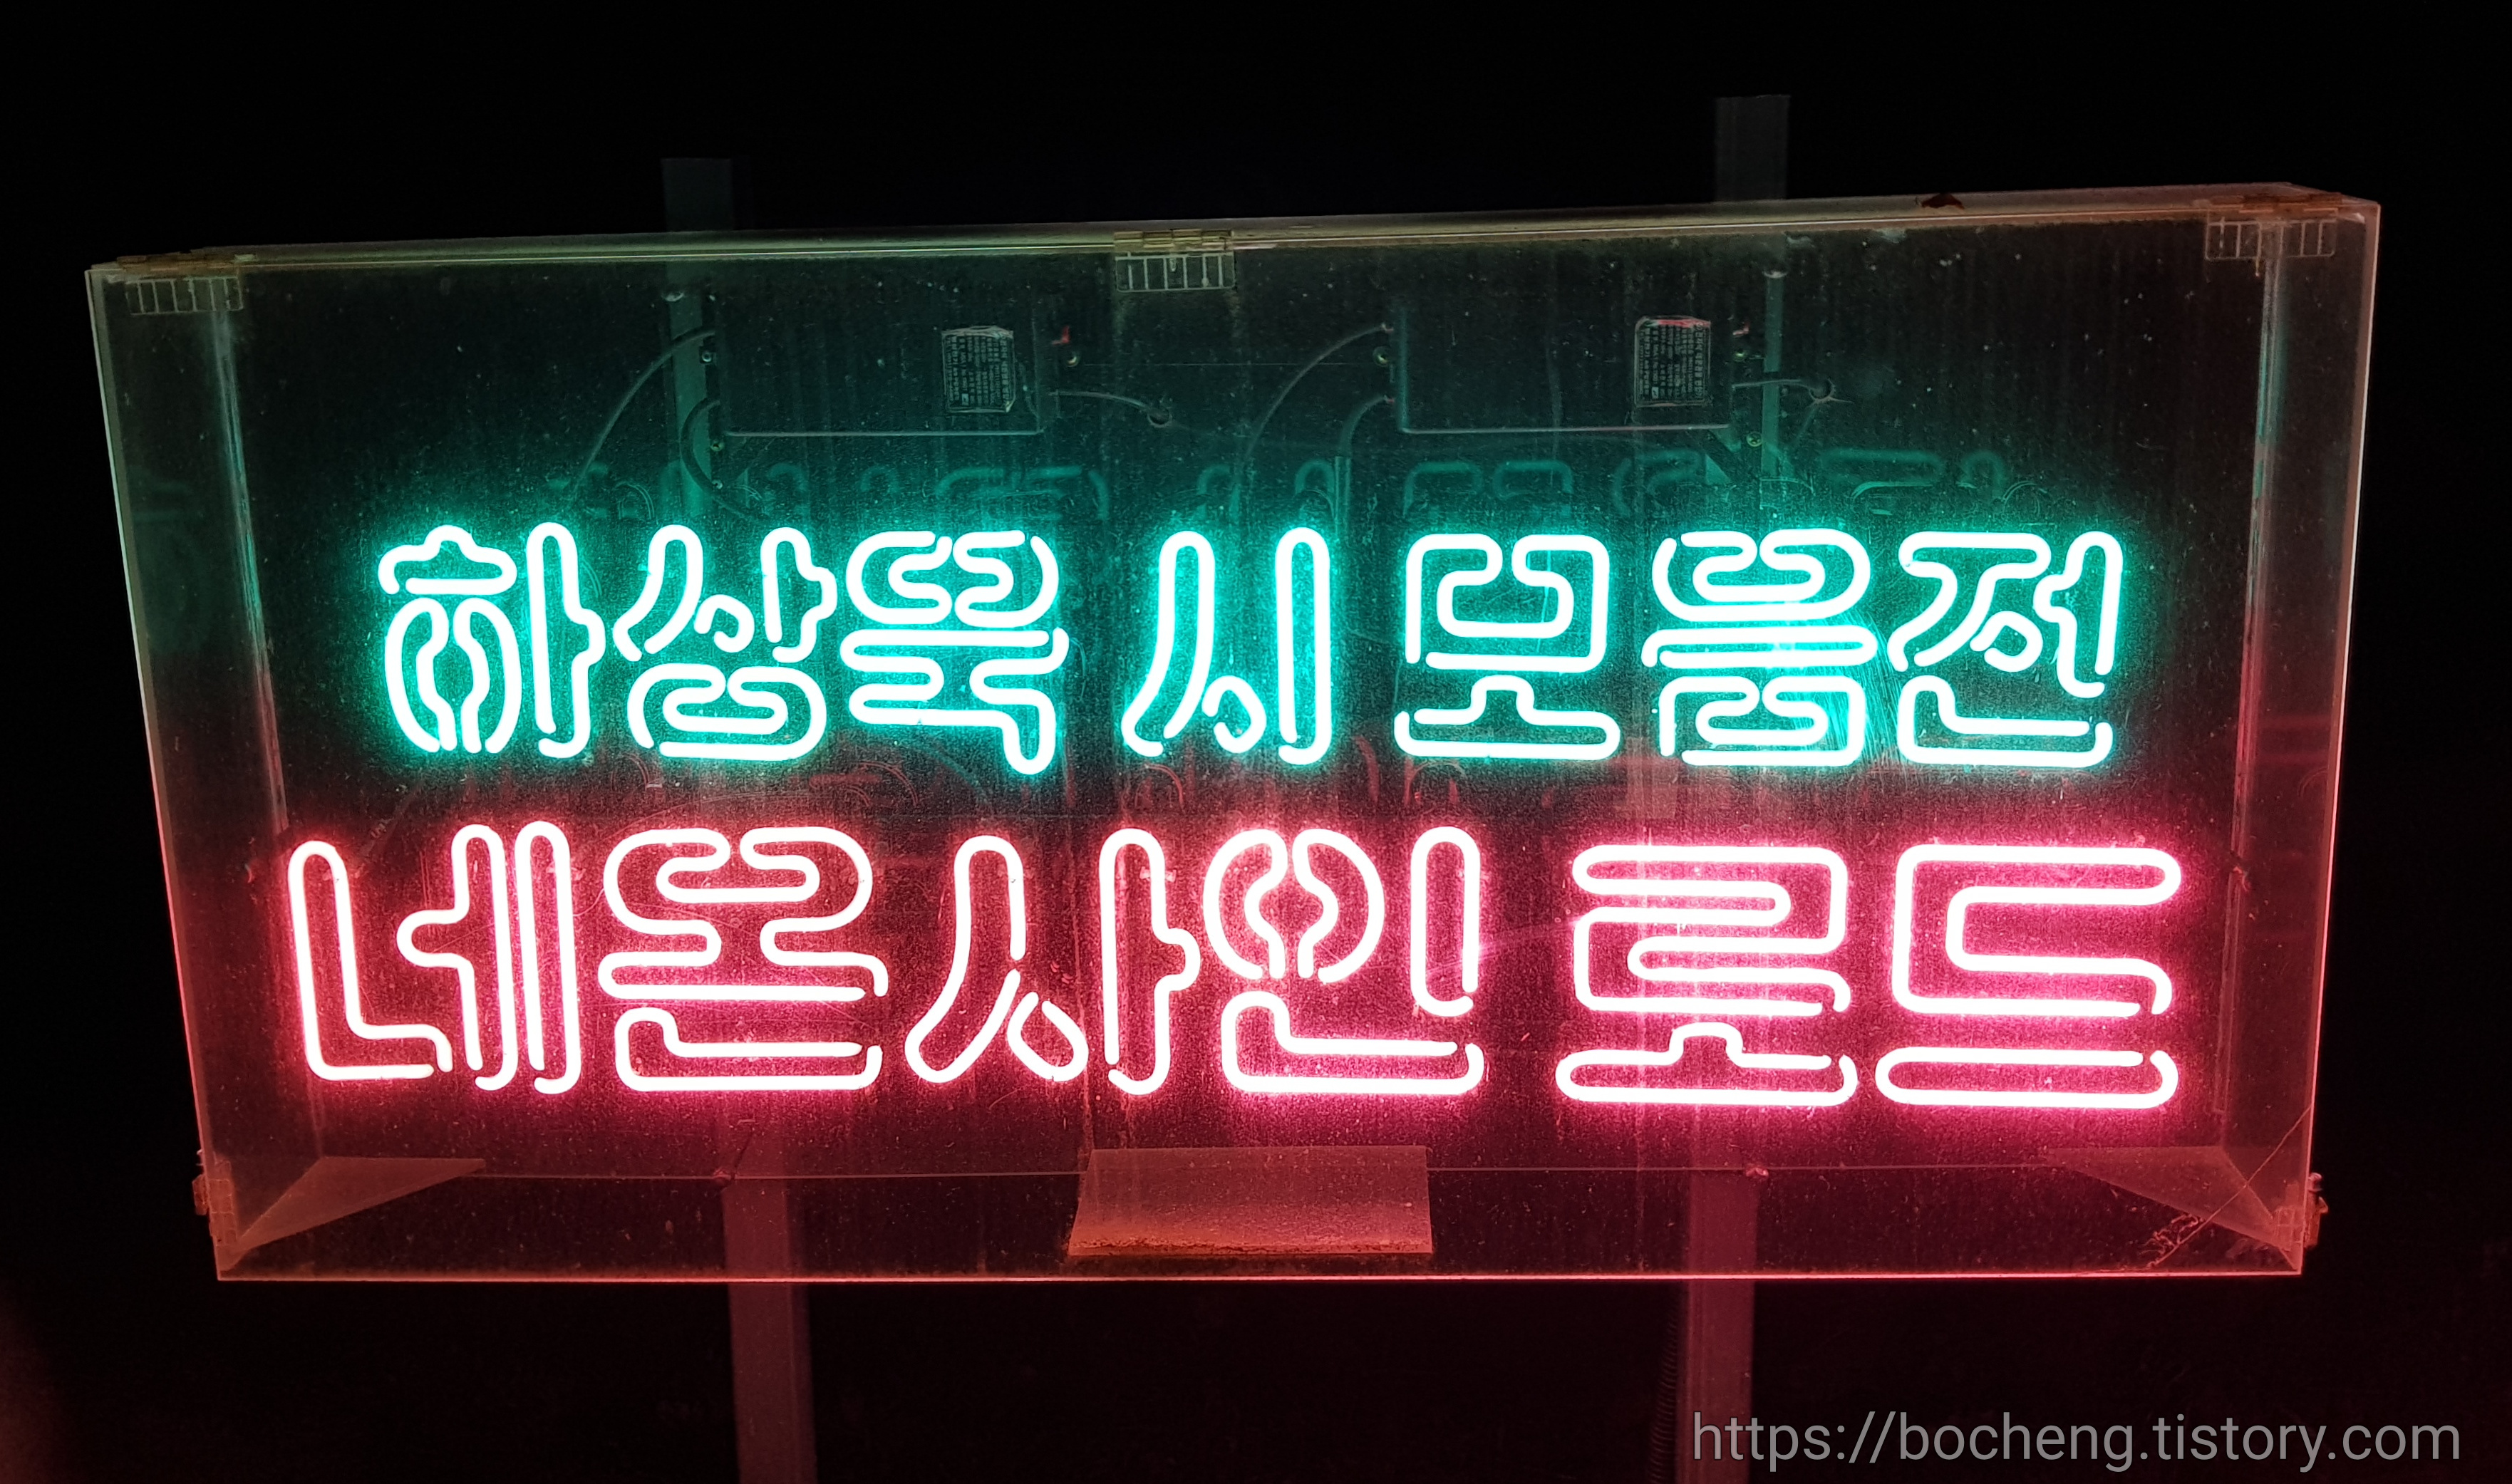 하상욱 시 모음전
네온사인 로드
https://bocheng.tistory.com